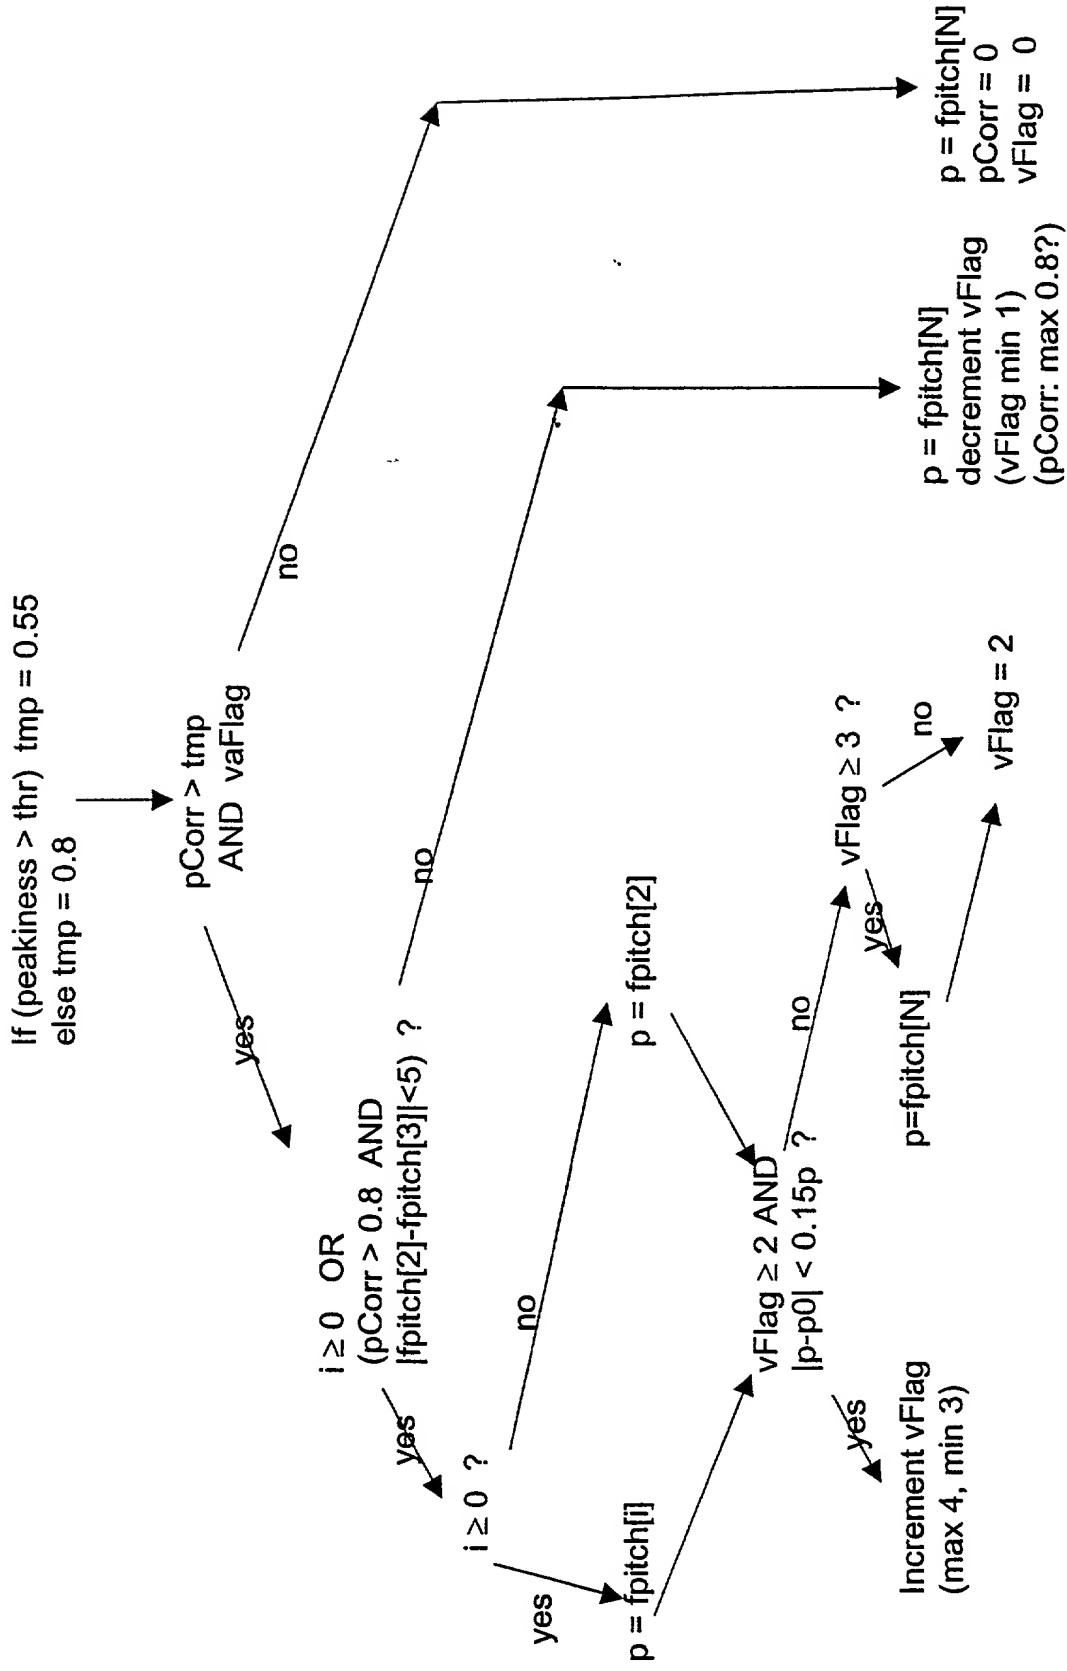 If (peakiness > thr) tmp = 0.55
else tmp = 0.8
pCorr > tmp
AND vaFlag
yes
no
i ≥ 0 OR
(pCorr > 0.8 AND
|fpitch[2]-fpitch[3]|<5) ?
yes
no
i ≥ 0 ?
yes
no
p = fpitch[i]
p = fpitch[2]
vFlag ≥ 2 AND
|p-p0| < 0.15p ?
yes
no
vFlag ≥ 3 ?
yes
no
Increment vFlag
(max 4, min 3)
p=fpitch[N]
vFlag = 2
p = fpitch[N]
decrement vFlag
(vFlag min 1)
(pCorr: max 0.8?)
p = fpitch[N]
pCorr = 0
vFlag = 0